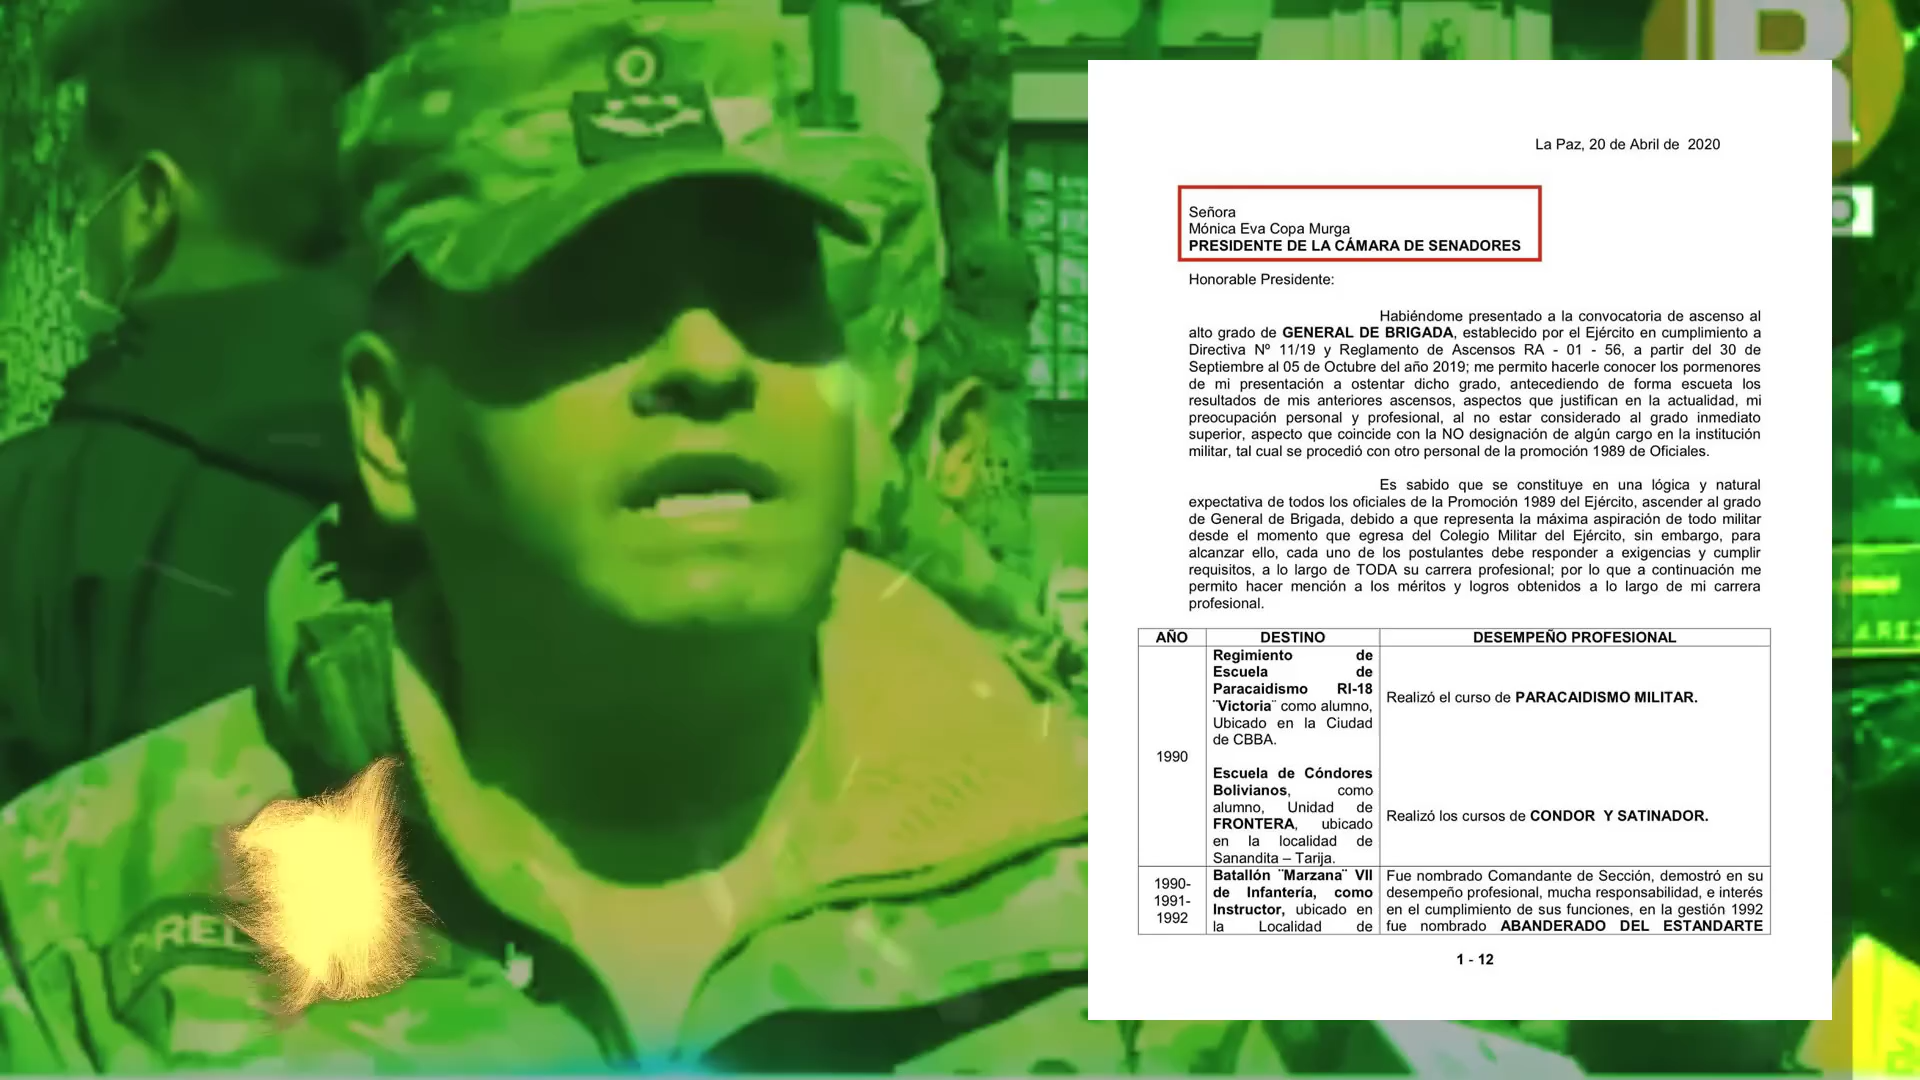 La Paz, 20 de Abril de 2020
Señora
Mónica Eva Copa Murga
PRESIDENTE DE LA CÁMARA DE SENADORES
Honorable Presidente:
Habiéndome presentado a la convocatoria de ascenso al
alto grado de GENERAL DE BRIGADA, establecido por el Ejército en cumplimiento a
Directiva Nº 11/19 y Reglamento de Ascensos RA - 01 - 56, a partir del 30 de
Septiembre al 05 de Octubre del año 2019; me permito hacerle conocer los pormenores
de mi presentación a ostentar dicho grado, antecediendo de forma escueta los
resultados de mis anteriores ascensos, aspectos que justifican en la actualidad, mi
preocupación personal y profesional, al no estar considerado al grado inmediato
superior, aspecto que coincide con la NO designación de algún cargo en la institución
militar, tal cual se procedió con otro personal de la promoción 1989 de Oficiales.
Es sabido que se constituye en una lógica y natural
expectativa de todos los oficiales de la Promoción 1989 del Ejército, ascender al grado
de General de Brigada, debido a que representa la máxima aspiración de todo militar
desde el momento que egresa del Colegio Militar del Ejército, sin embargo, para
alcanzar ello, cada uno de los postulantes debe responder a exigencias y cumplir
requisitos, a lo largo de TODA su carrera profesional; por lo que a continuación me
permito hacer mención a los méritos y logros obtenidos a lo largo de mi carrera
profesional.
AÑO DESTINO DESEMPEÑO PROFESIONAL
1990
Regimiento de
Escuela de
Paracaidismo RI-18
¨Victoria¨ como alumno,
Ubicado en la Ciudad
de CBBA.
Realizó el curso de PARACAIDISMO MILITAR.
Escuela de Cóndores
Bolivianos, como
alumno, Unidad de
FRONTERA, ubicado
en la localidad de
Sanandita – Tarija.
Realizó los cursos de CONDOR Y SATINADOR.
1990-
1991-
1992
Batallón ¨Marzana¨ VII
de Infantería, como
Instructor, ubicado en
la Localidad de
Fue nombrado Comandante de Sección, demostró en su
desempeño profesional, mucha responsabilidad, e interés
en el cumplimiento de sus funciones, en la gestión 1992
fue nombrado ABANDERADO DEL ESTANDARTE
1 - 12